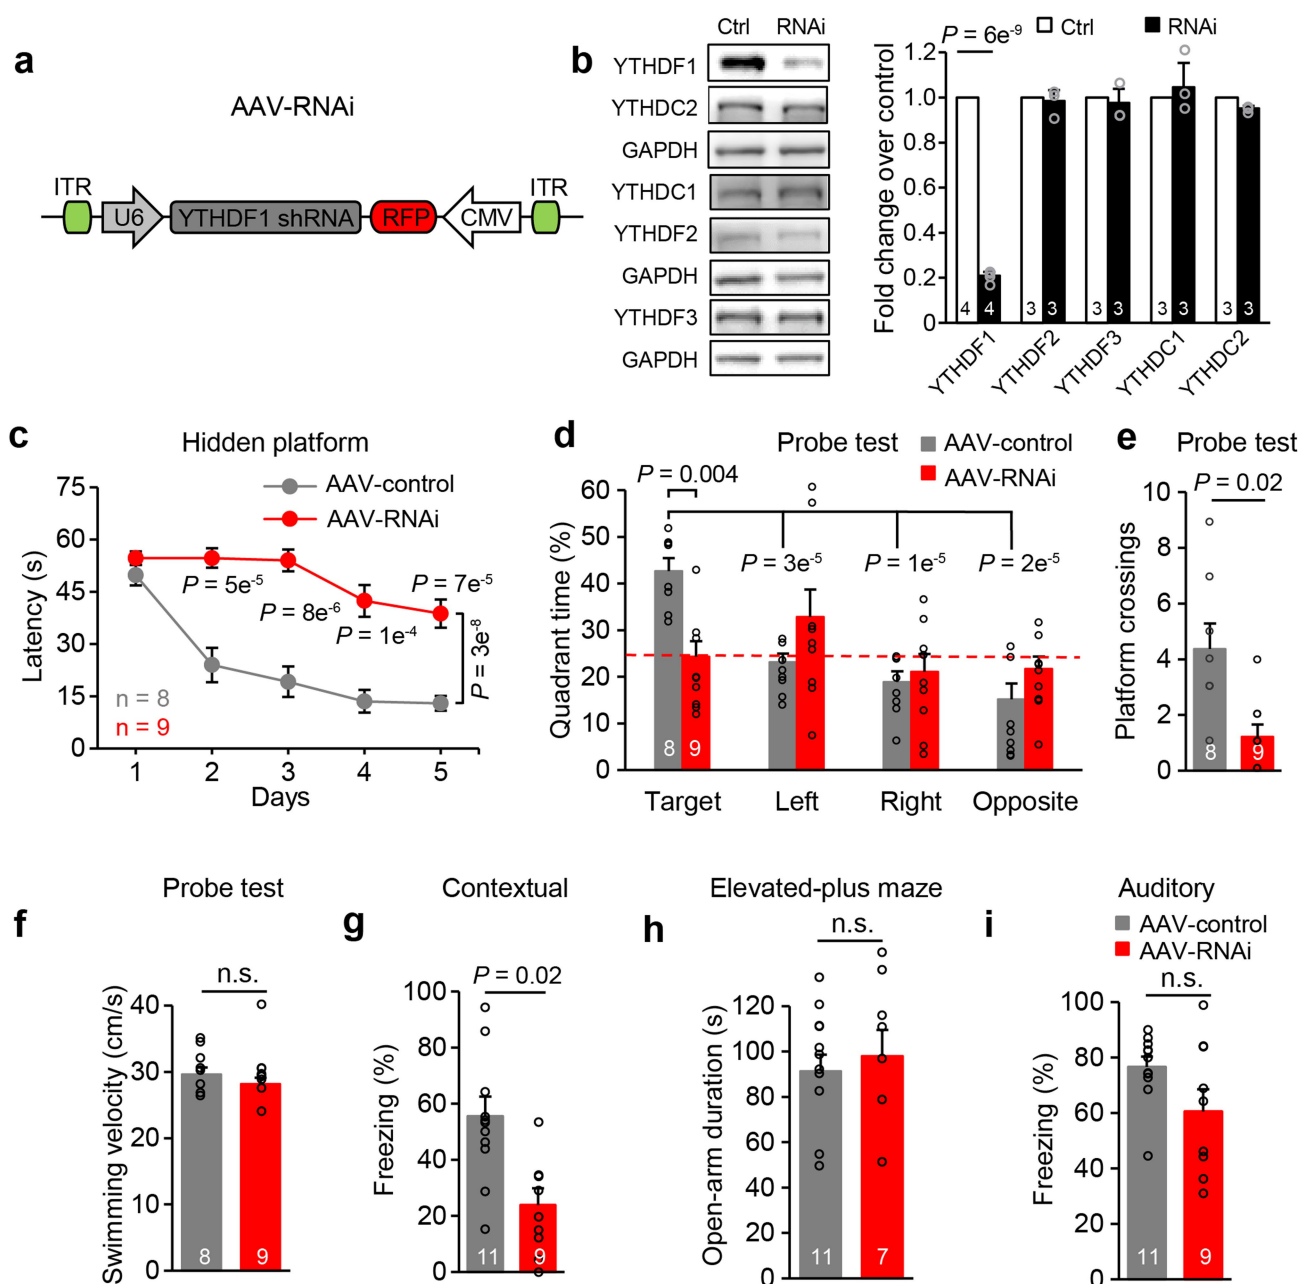 a
AAV-RNAi
ITR
U6
YTHDF1 shRNA
RFP
CMV
ITR
b
Ctrl RNAi
YTHDF1
YTHDC2
GAPDH
YTHDC1
YTHDF2
GAPDH
YTHDF3
GAPDH
P = 6e-9
Ctrl
RNAi
Fold change over control
1.2
1.0
0.8
0.6
0.4
0.2
0
4 4 3 3 3 3 3 3 3 3
YTHDF1
YTHDF2
YTHDF3
YTHDC1
YTHDC2
c
Hidden platform
AAV-control
AAV-RNAi
Latency (s)
75
60
45
30
15
0
P = 5e-5
P = 8e-6
P = 1e-4
P = 7e-5
P = 3e-8
n = 8
n = 9
1 2 3 4 5
Days
d
Probe test
AAV-control
AAV-RNAi
P = 0.004
P = 3e-5
P = 1e-5
P = 2e-5
Quadrant time (%)
60
50
40
30
20
10
0
8 9
Target Left Right Opposite
e
Probe test
P = 0.02
Platform crossings
10
8
6
4
2
0
8 9
f
Probe test
n.s.
Swimming velocity (cm/s)
40
30
20
10
0
8 9
g
Contextual
P = 0.02
Freezing (%)
100
80
60
40
20
0
11 9
h
Elevated-plus maze
n.s.
Open-arm duration (s)
120
100
80
60
40
20
0
11 7
i
Auditory
AAV-control
AAV-RNAi
n.s.
Freezing (%)
100
80
60
40
20
0
11 9